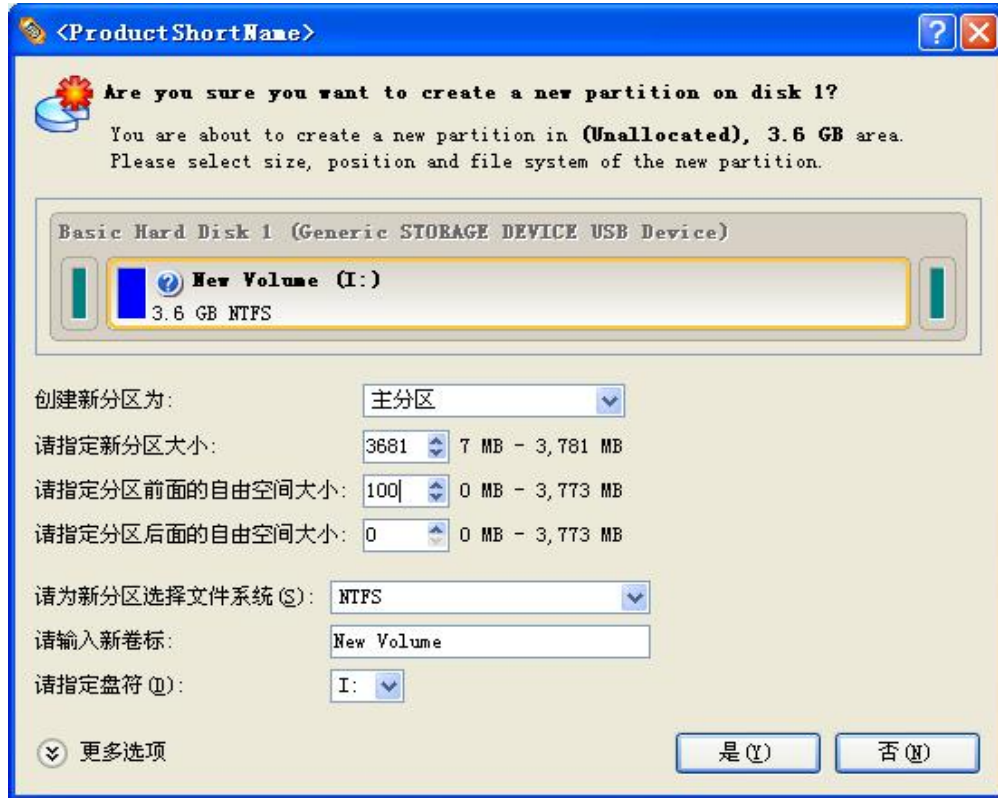 <ProductShortName>
Are you sure you want to create a new partition on disk 1?
You are about to create a new partition in (Unallocated), 3.6 GB area.
Please select size, position and file system of the new partition.
Basic Hard Disk 1 (Generic STORAGE DEVICE USB Device)
New Volume (I:)
3.6 GB NTFS
创建新分区为: 主分区
请指定新分区大小: 3681 7 MB - 3,781 MB
请指定分区前面的自由空间大小: 100 0 MB - 3,773 MB
请指定分区后面的自由空间大小: 0 0 MB - 3,773 MB
请为新分区选择文件系统(S): NTFS
请输入新卷标: New Volume
请指定盘符(D): I:
更多选项 是(Y) 否(N)